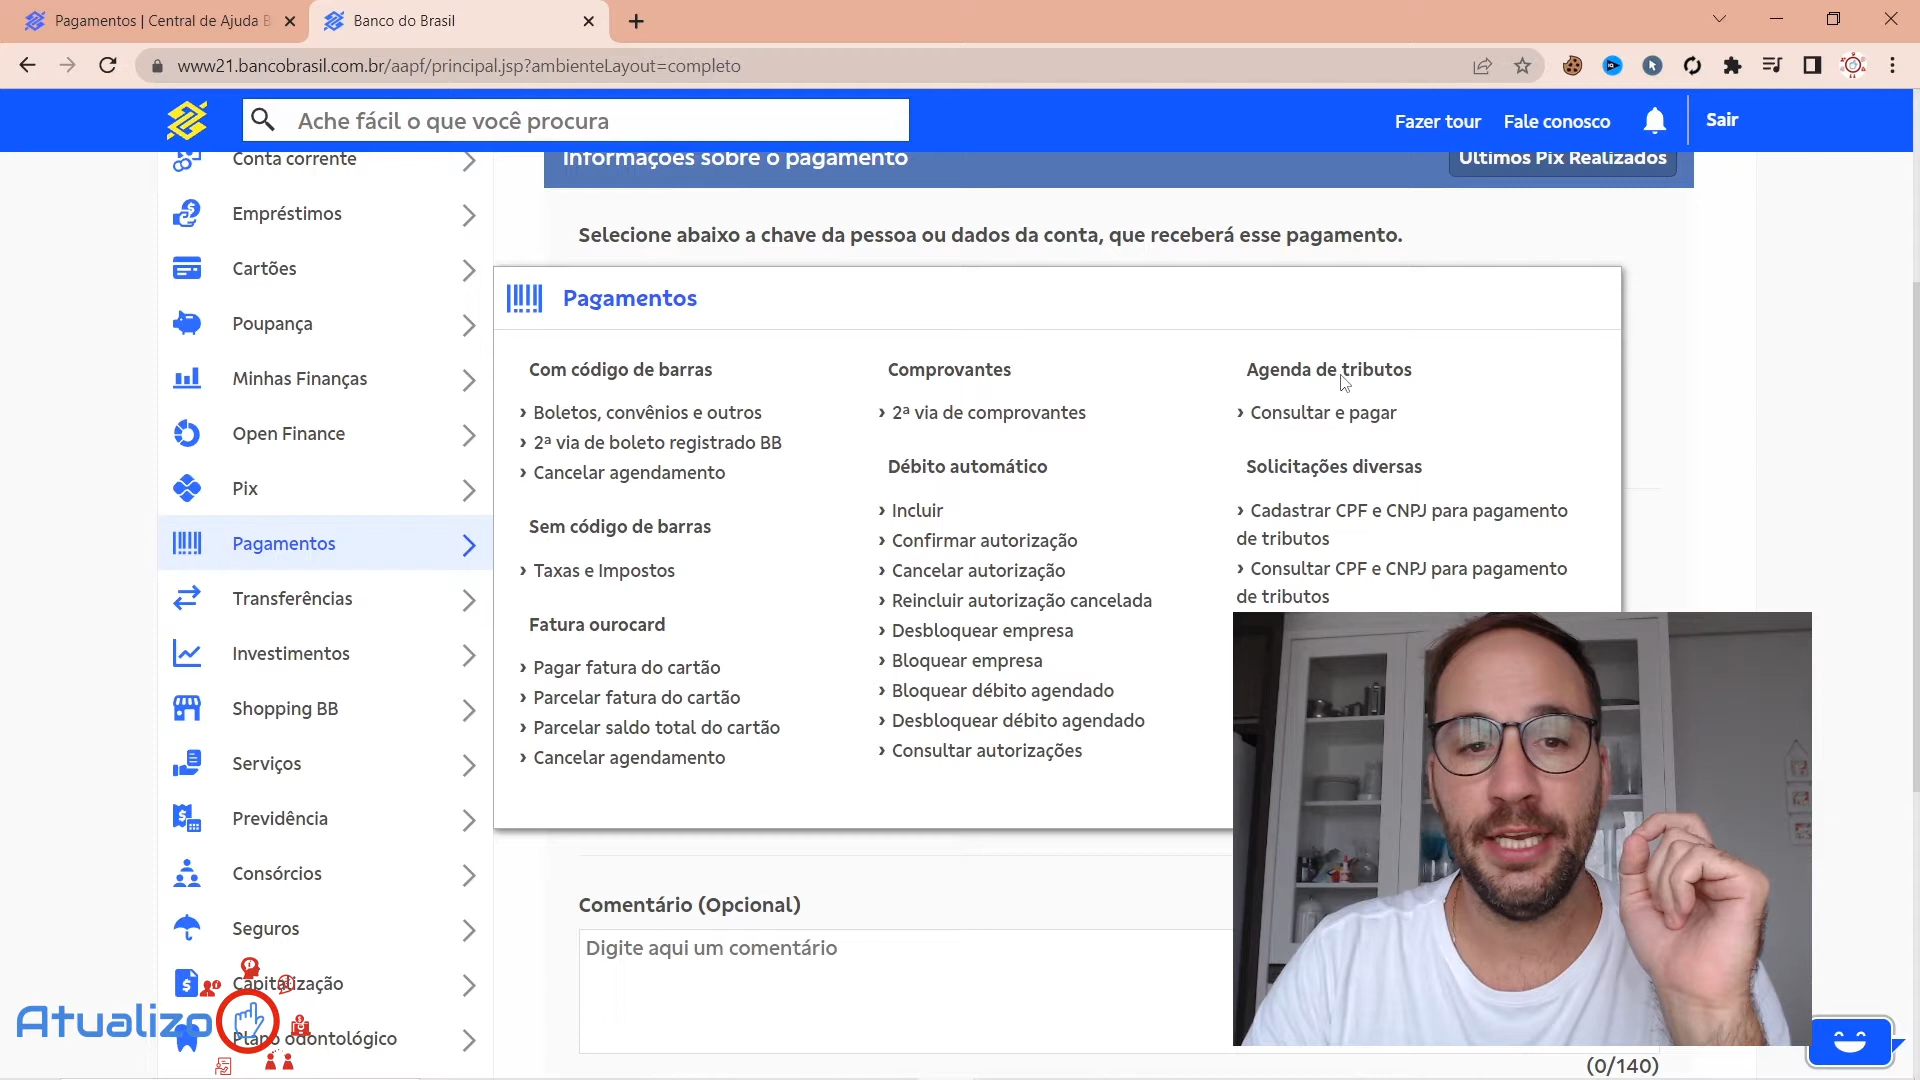 Pagamentos | Central de Ajuda B
Banco do Brasil
www21.bancobrasil.com.br/aapf/principal.jsp?ambienteLayout=completo
Ache fácil o que você procura
Fazer tour
Fale conosco
Sair
Conta corrente
Empréstimos
Cartões
Poupança
Minhas Finanças
Open Finance
Pix
Pagamentos
Transferências
Investimentos
Shopping BB
Serviços
Previdência
Consórcios
Seguros
Capitalização
Plano odontológico
Informações sobre o pagamento
Últimos Pix Realizados
Selecione abaixo a chave da pessoa ou dados da conta, que receberá esse pagamento.
Pagamentos
Com código de barras
› Boletos, convênios e outros
› 2ª via de boleto registrado BB
› Cancelar agendamento
Sem código de barras
› Taxas e Impostos
Fatura ourocard
› Pagar fatura do cartão
› Parcelar fatura do cartão
› Parcelar saldo total do cartão
› Cancelar agendamento
Comprovantes
› 2ª via de comprovantes
Débito automático
› Incluir
› Confirmar autorização
› Cancelar autorização
› Reincluir autorização cancelada
› Desbloquear empresa
› Bloquear empresa
› Bloquear débito agendado
› Desbloquear débito agendado
› Consultar autorizações
Agenda de tributos
› Consultar e pagar
Solicitações diversas
› Cadastrar CPF e CNPJ para pagamento
de tributos
› Consultar CPF e CNPJ para pagamento
de tributos
Comentário (Opcional)
Digite aqui um comentário
(0/140)
Atualizo